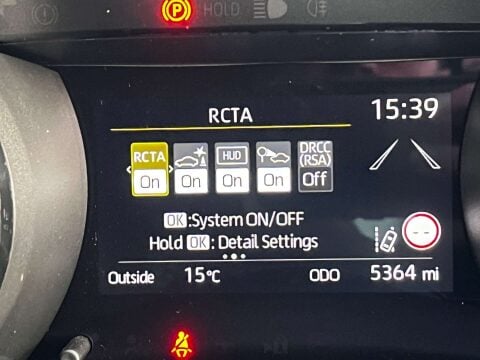 P HOLD
15:39
RCTA
RCTA HUD DRCC
(RSA)
On On On On Off
OK:System ON/OFF
Hold OK: Detail Settings
Outside 15°C ODO 5364 mi